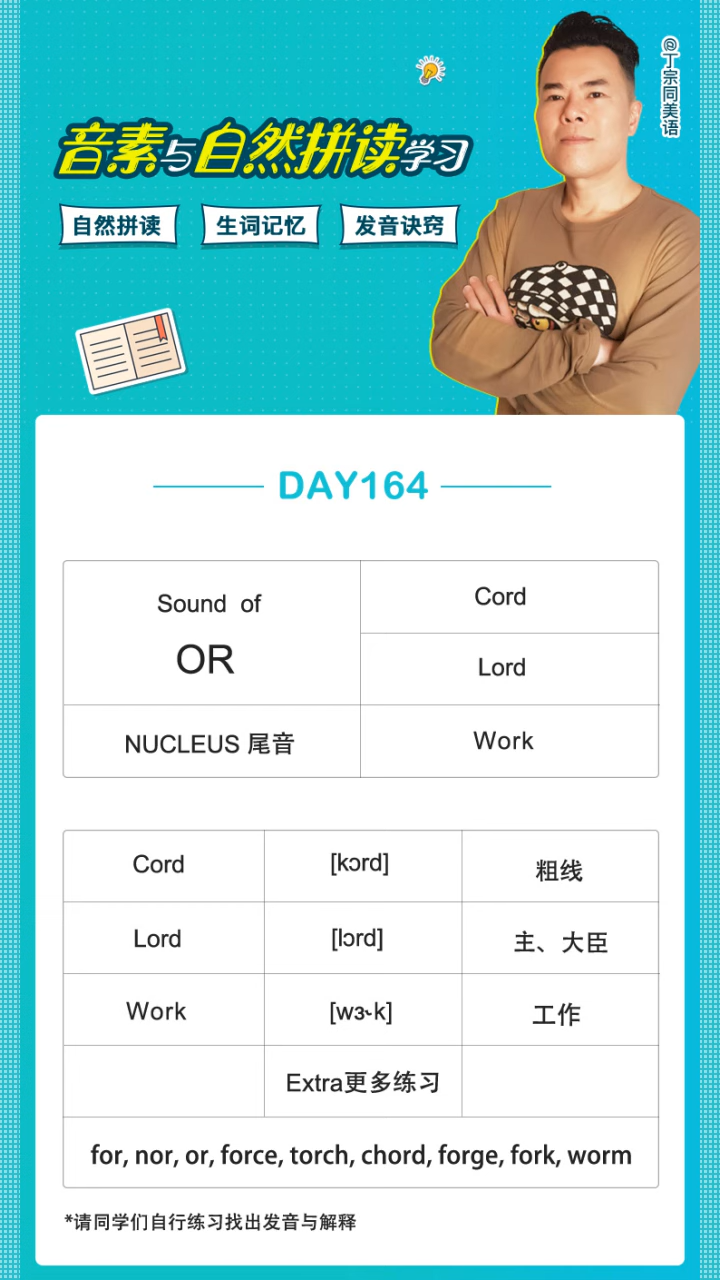 @丁宗同美语
音素与自然拼读学习
自然拼读 生词记忆 发音诀窍
DAY164
Sound of
OR
Cord
Lord
NUCLEUS 尾音
Work
Cord [kɔrd] 粗线
Lord [lɔrd] 主、大臣
Work [wɝk] 工作
Extra更多练习
for, nor, or, force, torch, chord, forge, fork, worm
*请同学们自行练习找出发音与解释